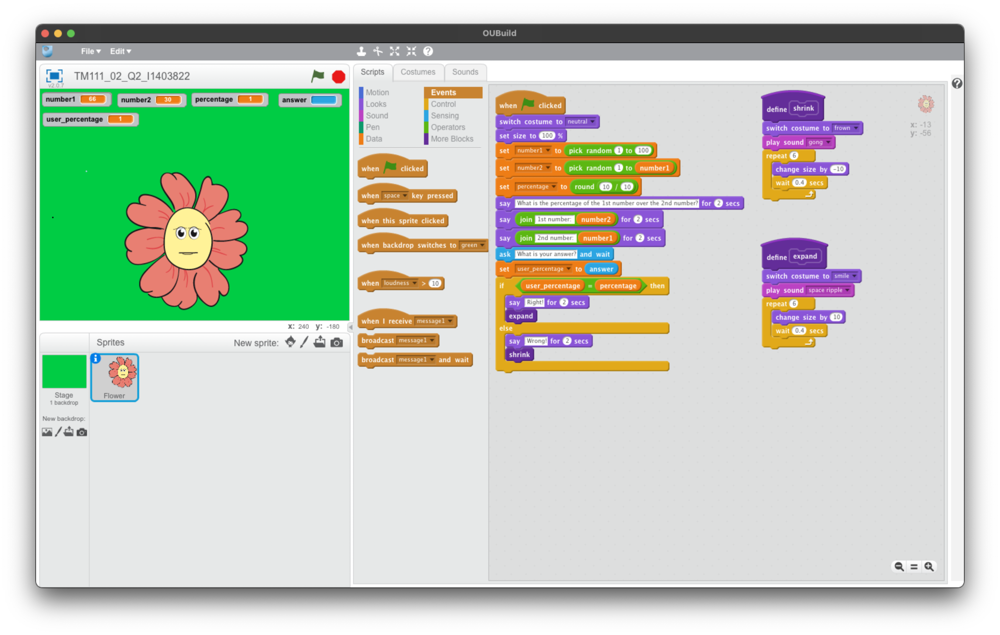 OUBuild
File Edit
TM111_02_Q2_I1403822
v2.0.7
number1 66
number2 30
percentage 1
answer
user_percentage 1
x: 240 y: -180
Sprites
New sprite:
Stage
1 backdrop
New backdrop:
Flower
Scripts
Costumes
Sounds
Motion
Looks
Sound
Pen
Data
Events
Control
Sensing
Operators
More Blocks
when clicked
when space key pressed
when this sprite clicked
when backdrop switches to green
when loudness > 10
when I receive message1
broadcast message1
broadcast message1 and wait
when clicked
switch costume to neutral
set size to 100 %
set number1 to pick random 1 to 100
set number2 to pick random 1 to number1
set percentage to round 10 / 10
say What is the percentage of the 1st number over the 2nd number? for 2 secs
say join 1st number: number2 for 2 secs
say join 2nd number: number1 for 2 secs
ask What is your answer? and wait
set user_percentage to answer
if user_percentage = percentage then
say Right! for 2 secs
expand
else
say Wrong! for 2 secs
shrink
define shrink
switch costume to frown
play sound gong
repeat 6
change size by -10
wait 0.4 secs
define expand
switch costume to smile
play sound space ripple
repeat 6
change size by 10
wait 0.4 secs
x: -13
y: -56